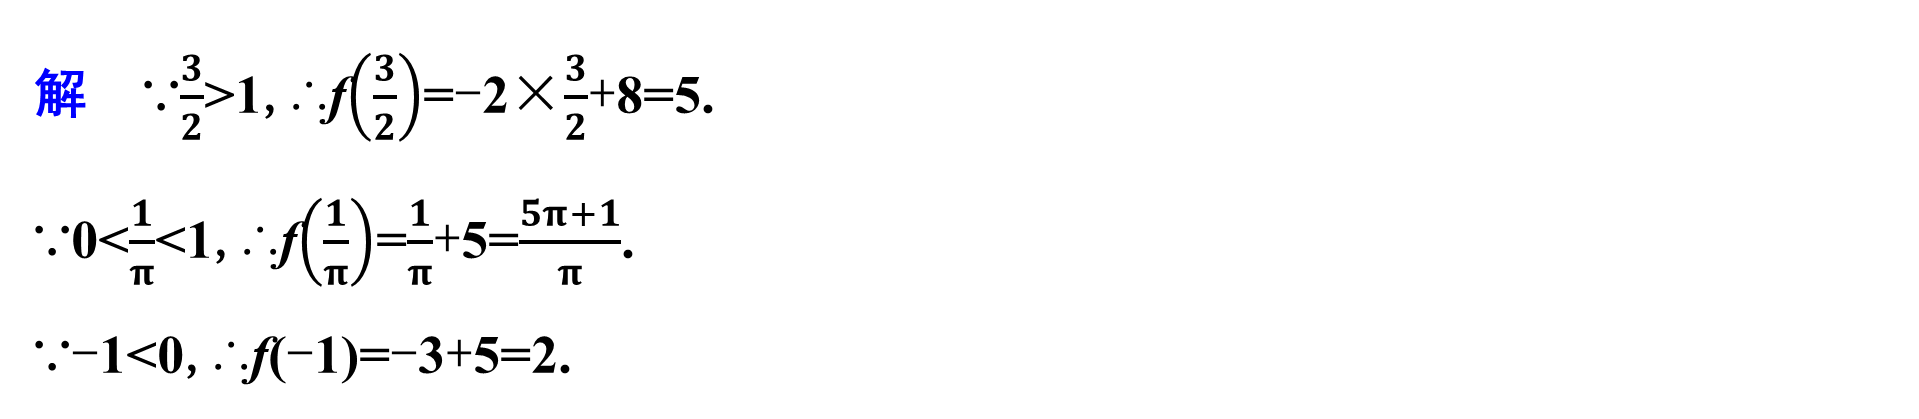 解 ∵3/2>1, ∴f(3/2)=−2×3/2+8=5.
∵0<1/π<1, ∴f(1/π)=1/π+5=(5π+1)/π.
∵−1<0, ∴f(−1)=−3+5=2.